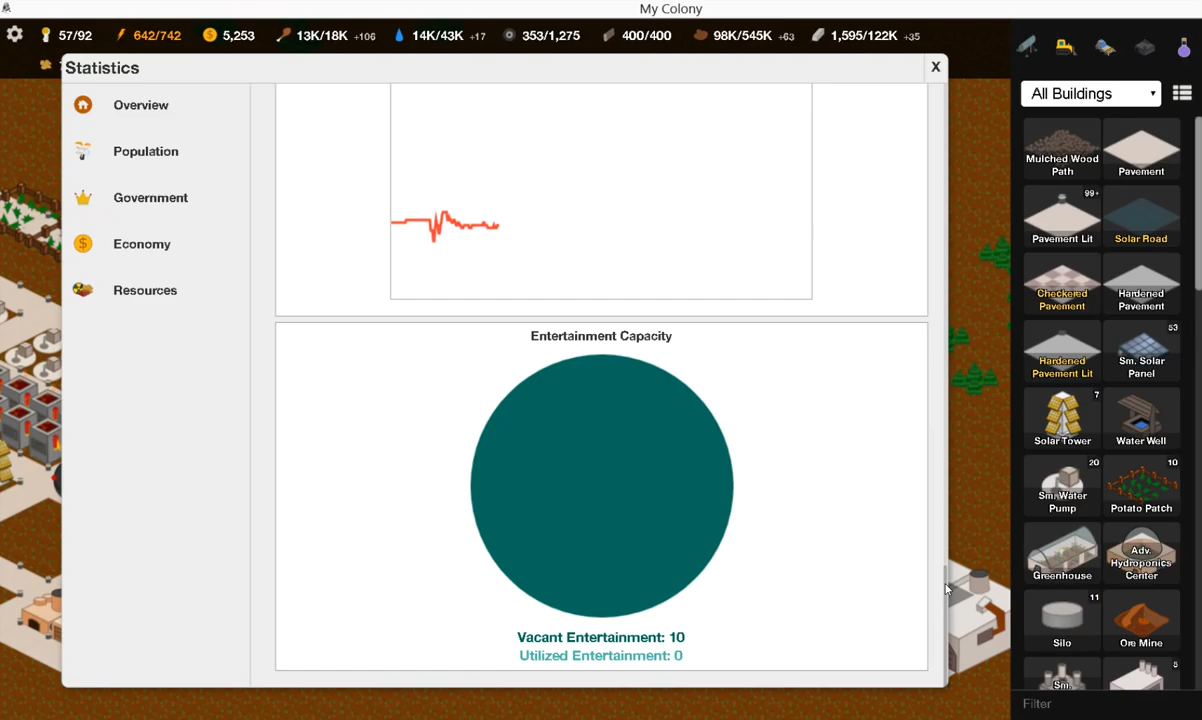 My Colony
57/92
642/742
5,253
13K/18K +106
14K/43K +17
353/1,275
400/400
98K/545K +63
1,595/122K +35
Statistics
X
Overview
Population
Government
Economy
Resources
Entertainment Capacity
Vacant Entertainment: 10
Utilized Entertainment: 0
All Buildings
Mulched Wood
Path
Pavement
99+
Pavement Lit
Solar Road
Checkered
Pavement
Hardened
Pavement
Hardened
Pavement Lit
53
Sm. Solar
Panel
7
Solar Tower
Water Well
20
Sm. Water
Pump
10
Potato Patch
Greenhouse
Adv.
Hydroponics
Center
11
Silo
Ore Mine
Sm.
5
Filter